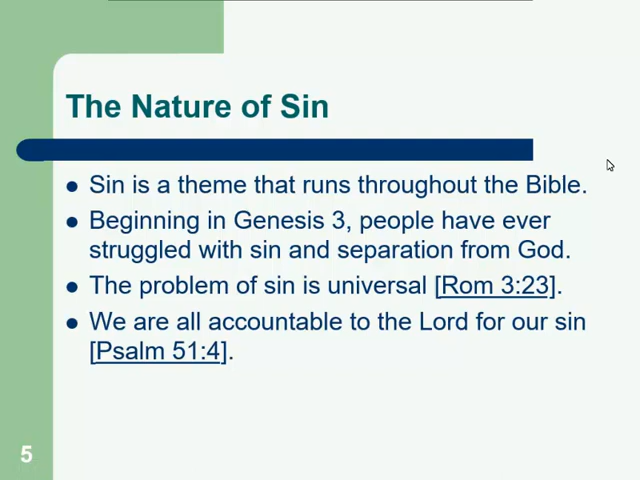 The Nature of Sin
● Sin is a theme that runs throughout the Bible.
● Beginning in Genesis 3, people have ever
struggled with sin and separation from God.
● The problem of sin is universal [Rom 3:23].
● We are all accountable to the Lord for our sin
[Psalm 51:4].
5